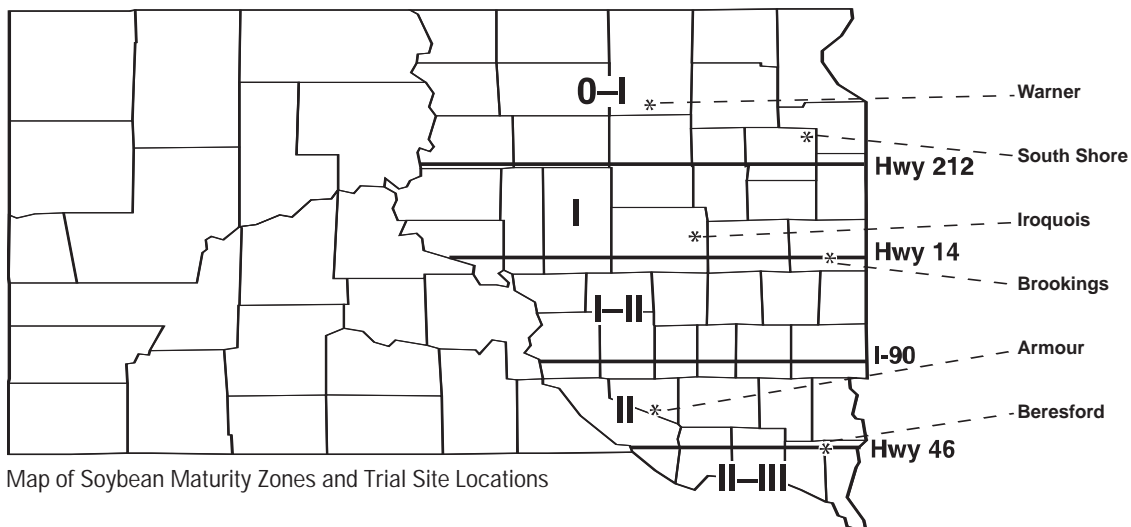 0–I
Warner
South Shore
Hwy 212
I
Iroquois
Hwy 14
Brookings
I–II
Armour
I-90
II
Beresford
Hwy 46
II–III
Map of Soybean Maturity Zones and Trial Site Locations